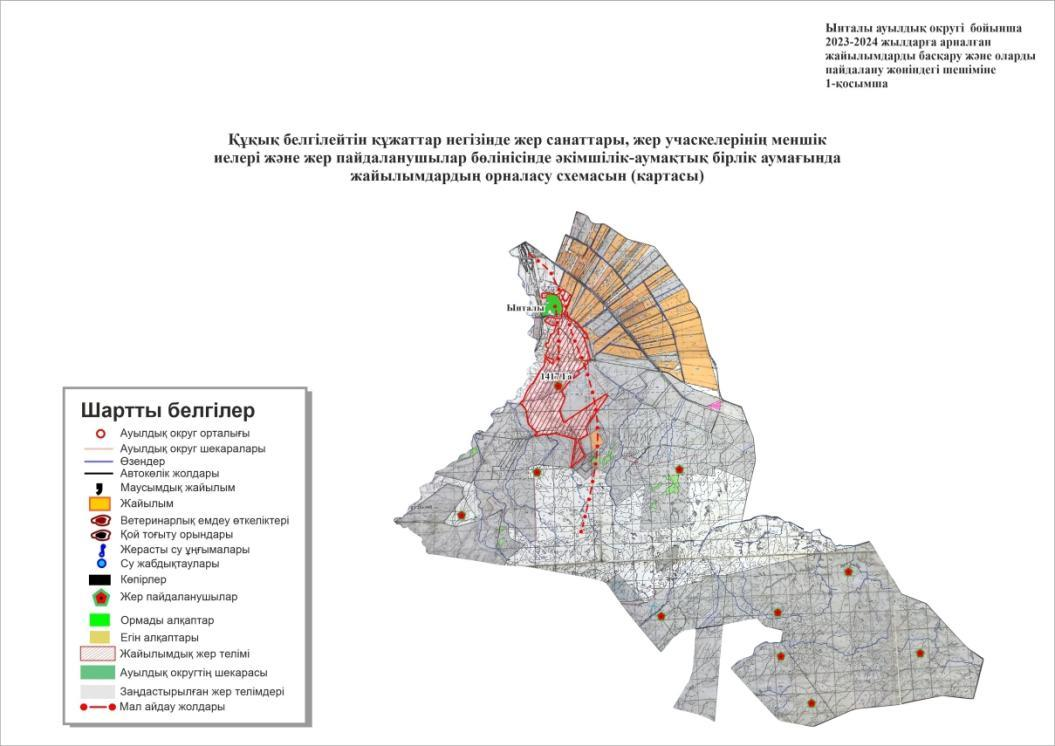 Ынталы ауылдық округі бойынша
2023-2024 жылдарға арналған
жайылымдарды басқару және оларды
пайдалану жөніндегі шешіміне
1-қосымша
Құқық белгілейтін құжаттар негізінде жер санаттары, жер учаскелерінің меншік
иелері және жер пайдаланушылар бөлінісінде әкімшілік-аумақтық бірлік аумағында
жайылымдардың орналасу схемасын (картасы)
Ынталы
1417 Га
Шартты белгілер
Ауылдық округ орталығы
Ауылдық округ шекаралары
Өзендер
Автокөлік жолдары
Маусымдық жайылым
Жайылым
Ветеринарлық емдеу өткеліктері
Қой тоғыту орындары
Жерасты су ұңғымалары
Су жабдықтаулары
Көпірлер
Жер пайдаланушылар
Ормады алқаптар
Егін алқаптары
Жайылымдық жер телімі
Ауылдық округтің шекарасы
Заңдастырылған жер телімдері
Мал айдау жолдары